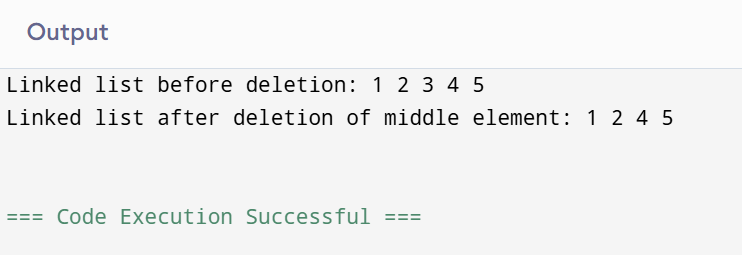 Output
Linked list before deletion: 1 2 3 4 5
Linked list after deletion of middle element: 1 2 4 5
=== Code Execution Successful ===